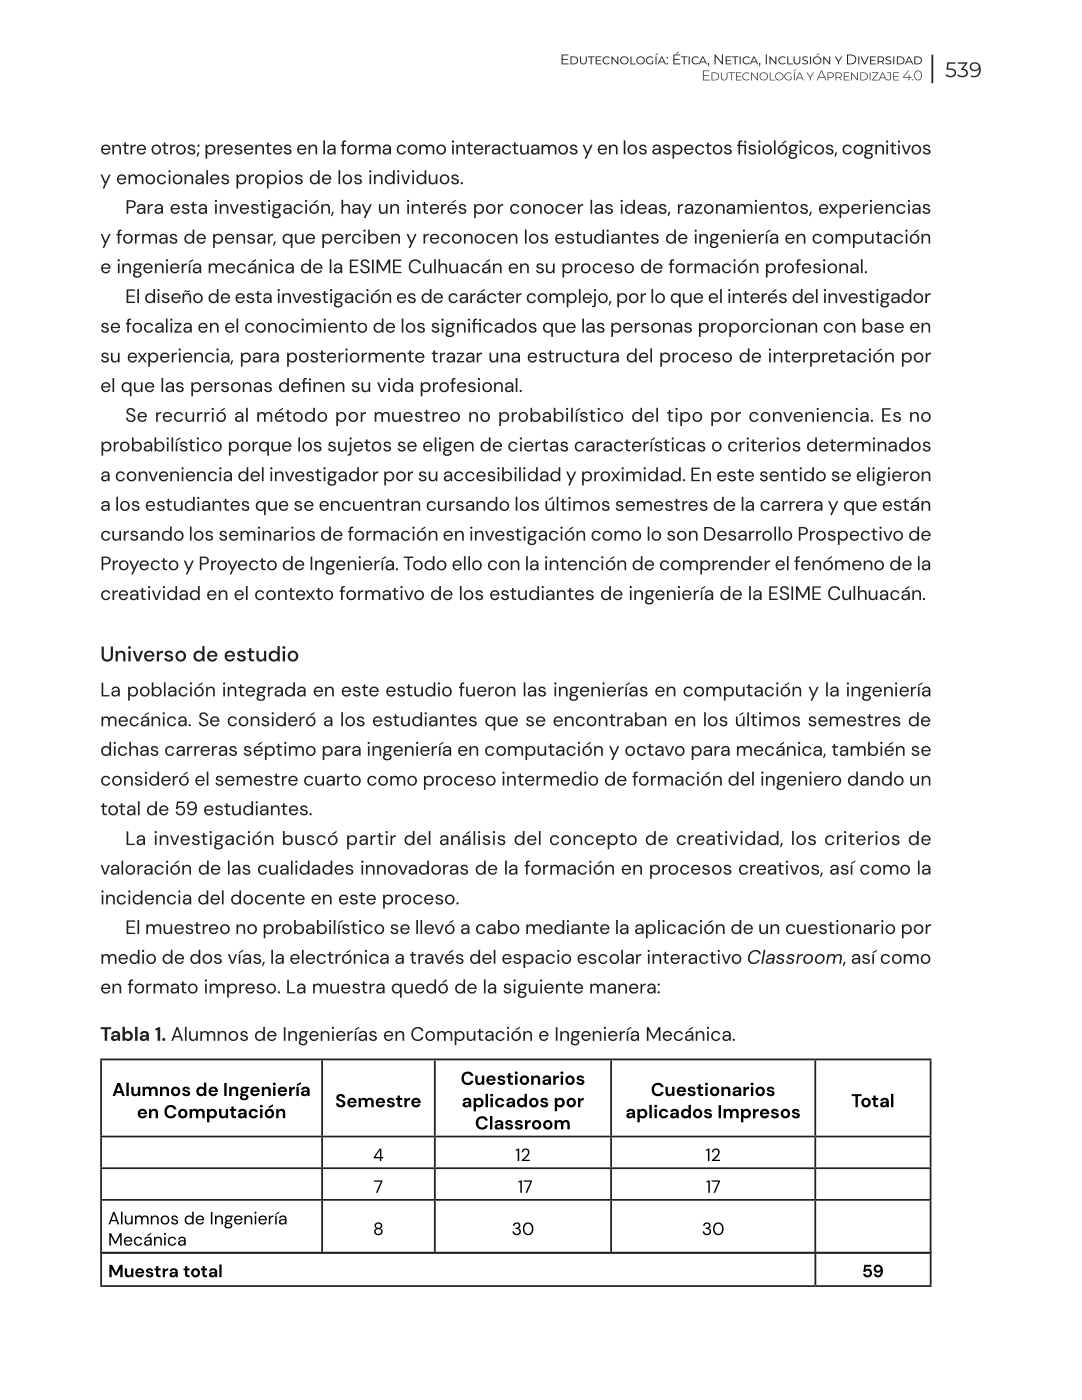 Edutecnología: Ética, Netica, Inclusión y Diversidad
Edutecnología y Aprendizaje 4.0
539
entre otros; presentes en la forma como interactuamos y en los aspectos fisiológicos, cognitivos
y emocionales propios de los individuos.
Para esta investigación, hay un interés por conocer las ideas, razonamientos, experiencias
y formas de pensar, que perciben y reconocen los estudiantes de ingeniería en computación
e ingeniería mecánica de la ESIME Culhuacán en su proceso de formación profesional.
El diseño de esta investigación es de carácter complejo, por lo que el interés del investigador
se focaliza en el conocimiento de los significados que las personas proporcionan con base en
su experiencia, para posteriormente trazar una estructura del proceso de interpretación por
el que las personas definen su vida profesional.
Se recurrió al método por muestreo no probabilístico del tipo por conveniencia. Es no
probabilístico porque los sujetos se eligen de ciertas características o criterios determinados
a conveniencia del investigador por su accesibilidad y proximidad. En este sentido se eligieron
a los estudiantes que se encuentran cursando los últimos semestres de la carrera y que están
cursando los seminarios de formación en investigación como lo son Desarrollo Prospectivo de
Proyecto y Proyecto de Ingeniería. Todo ello con la intención de comprender el fenómeno de la
creatividad en el contexto formativo de los estudiantes de ingeniería de la ESIME Culhuacán.
Universo de estudio
La población integrada en este estudio fueron las ingenierías en computación y la ingeniería
mecánica. Se consideró a los estudiantes que se encontraban en los últimos semestres de
dichas carreras séptimo para ingeniería en computación y octavo para mecánica, también se
consideró el semestre cuarto como proceso intermedio de formación del ingeniero dando un
total de 59 estudiantes.
La investigación buscó partir del análisis del concepto de creatividad, los criterios de
valoración de las cualidades innovadoras de la formación en procesos creativos, así como la
incidencia del docente en este proceso.
El muestreo no probabilístico se llevó a cabo mediante la aplicación de un cuestionario por
medio de dos vías, la electrónica a través del espacio escolar interactivo Classroom, así como
en formato impreso. La muestra quedó de la siguiente manera:
Tabla 1. Alumnos de Ingenierías en Computación e Ingeniería Mecánica.
Alumnos de Ingeniería
en Computación
Semestre
Cuestionarios
aplicados por
Classroom
Cuestionarios
aplicados Impresos
Total
4 12 12
7 17 17
Alumnos de Ingeniería
Mecánica
8 30 30
Muestra total 59